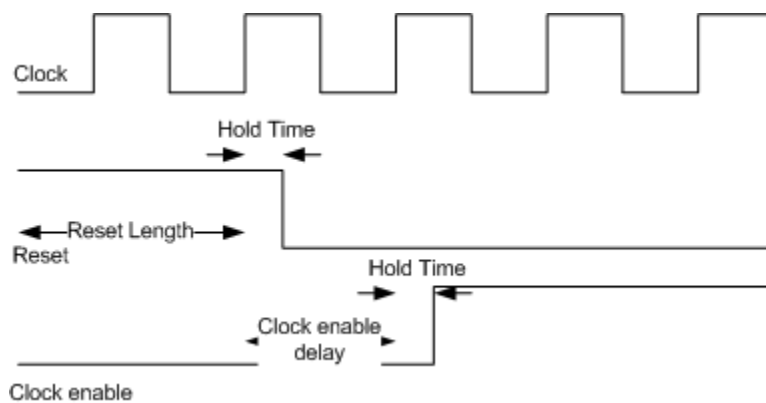 Clock
Hold Time
Reset Length
Reset
Hold Time
Clock enable
delay
Clock enable